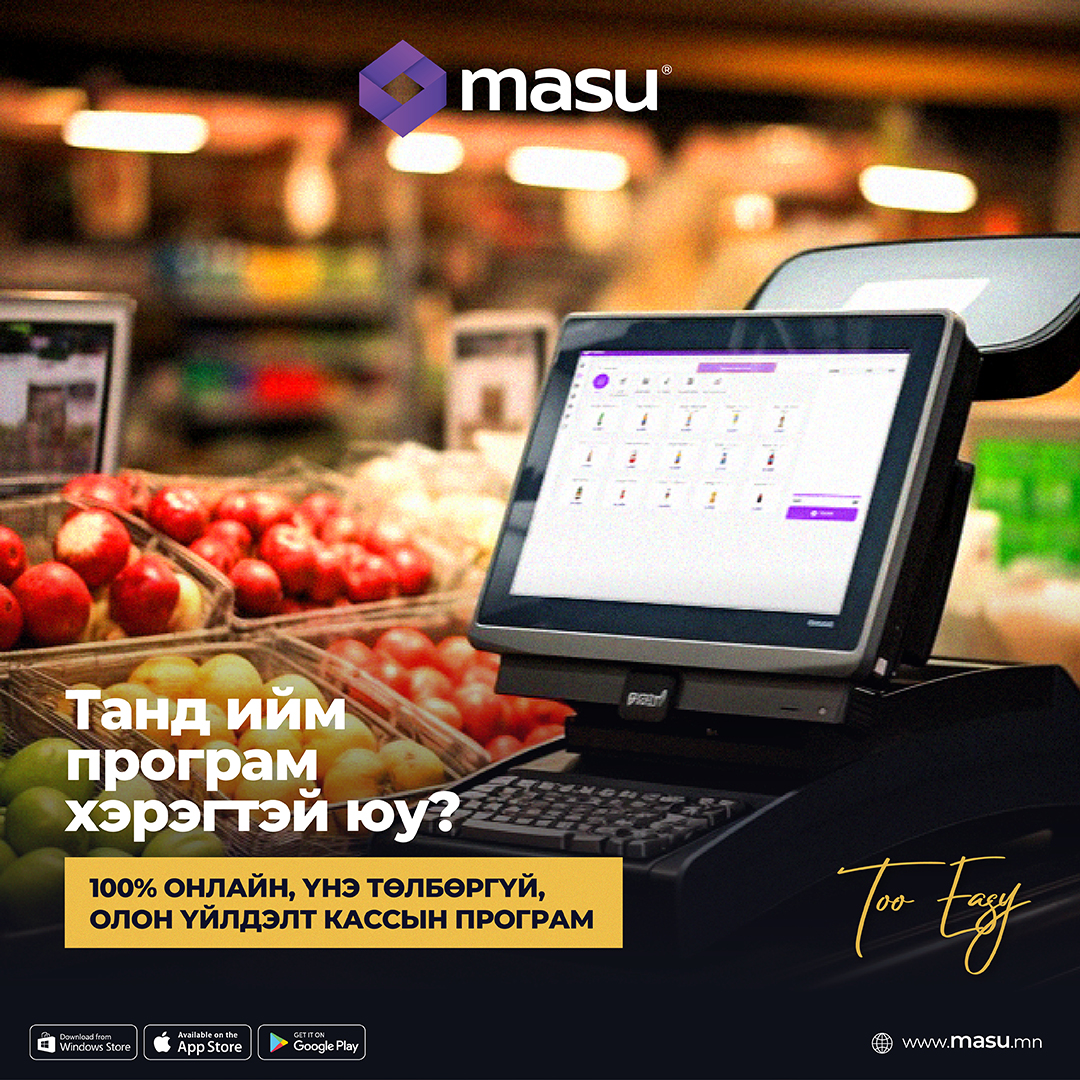 masu®
Танд ийм
програм
хэрэгтэй юу?
100% ОНЛАЙН, ҮНЭ ТӨЛБӨРГҮЙ,
ОЛОН ҮЙЛДЭЛТ КАССЫН ПРОГРАМ
Too Easy
Download from
Windows Store
Available on the
App Store
GET IT ON
Google Play
www.masu.mn